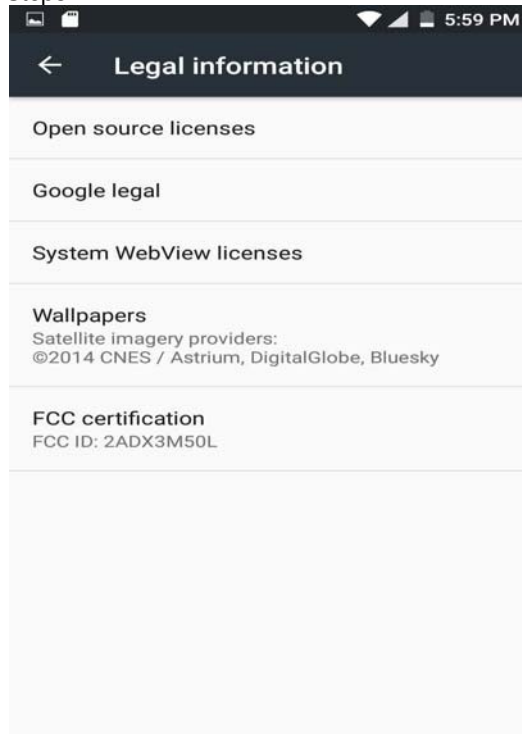 5:59 PM
Legal information
Open source licenses
Google legal
System WebView licenses
Wallpapers
Satellite imagery providers:
©2014 CNES / Astrium, DigitalGlobe, Bluesky
FCC certification
FCC ID: 2ADX3M50L